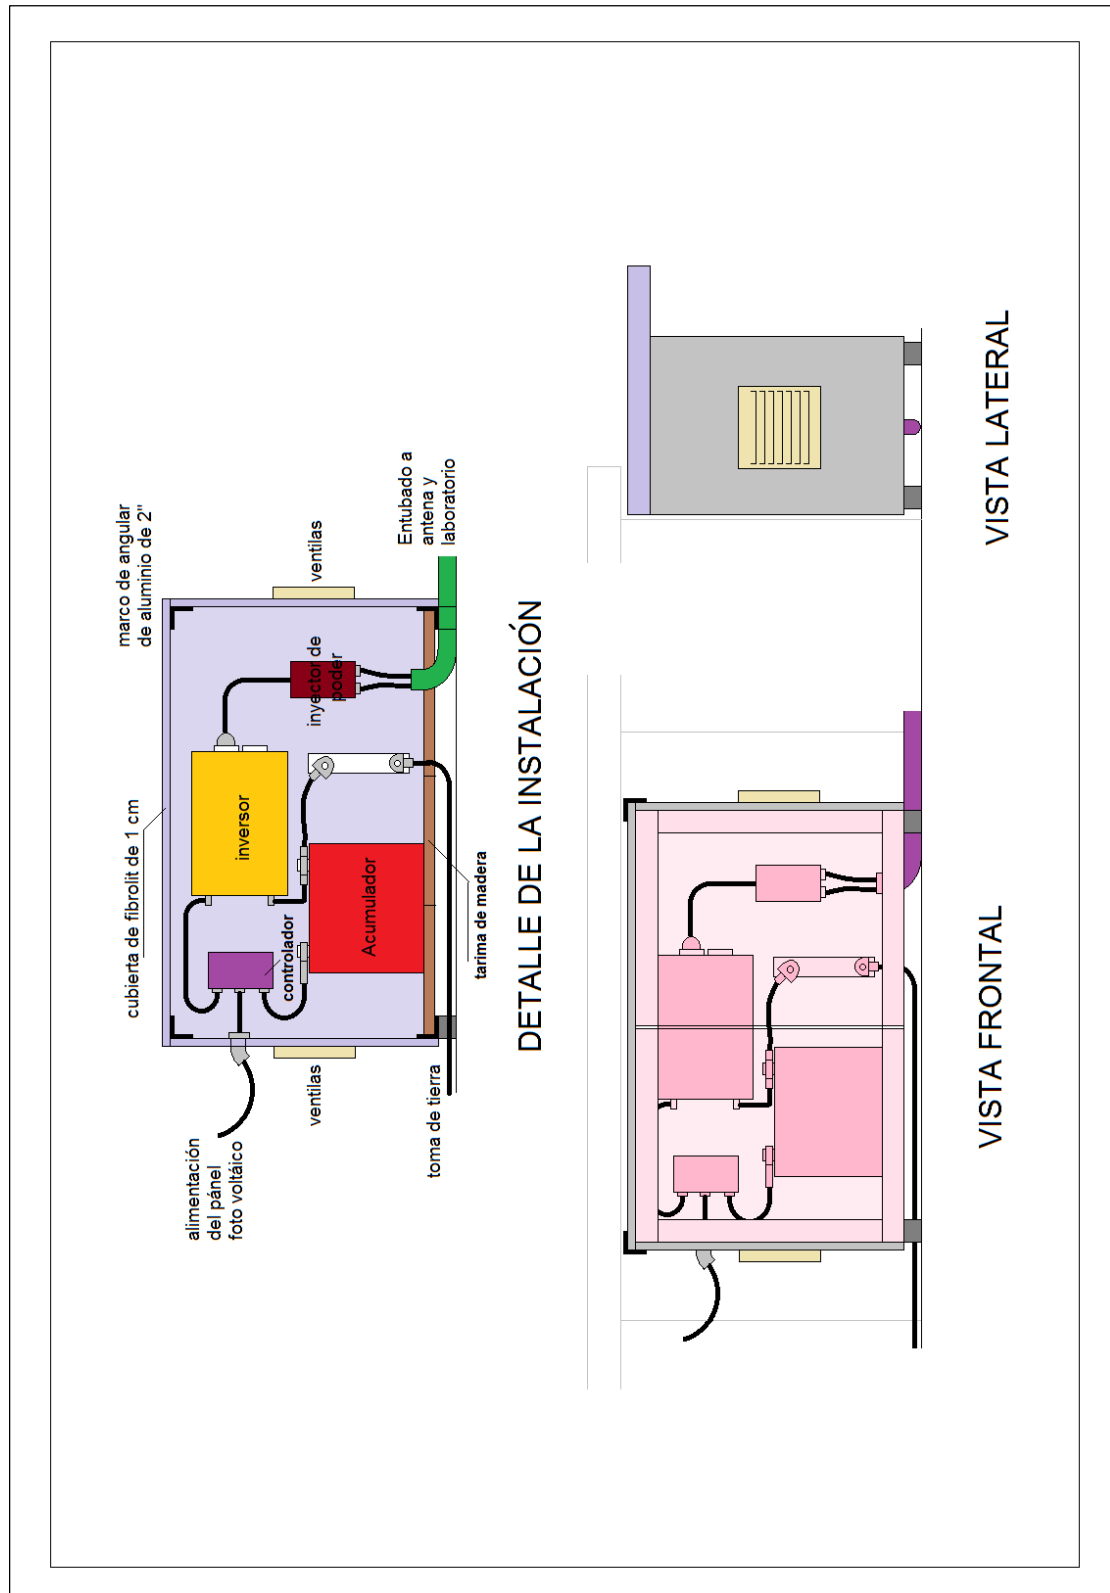 cubierta de fibrolit de 1 cm
marco de angular
de aluminio de 2"
alimentación
del pánel
foto voltáico
controlador
inversor
inyector de
poder
Acumulador
ventilas
ventilas
toma de tierra
tarima de madera
Entubado a
antena y
laboratorio
DETALLE DE LA INSTALACIÓN
VISTA FRONTAL
VISTA LATERAL